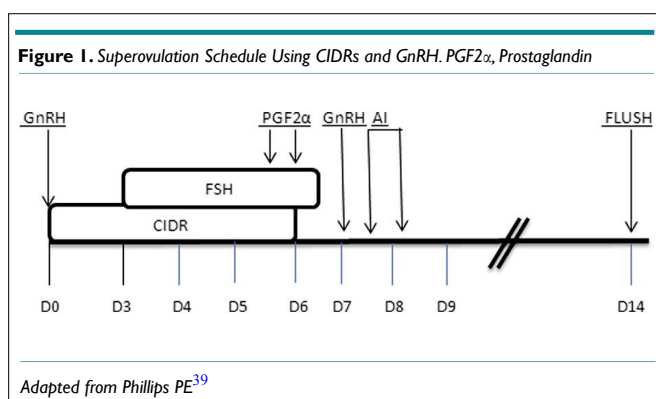 Figure 1. Superovulation Schedule Using CIDRs and GnRH. PGF2α, Prostaglandin
GnRH PGF2α GnRH AI FLUSH
FSH
CIDR
D0 D3 D4 D5 D6 D7 D8 D9 D14
Adapted from Phillips PE39